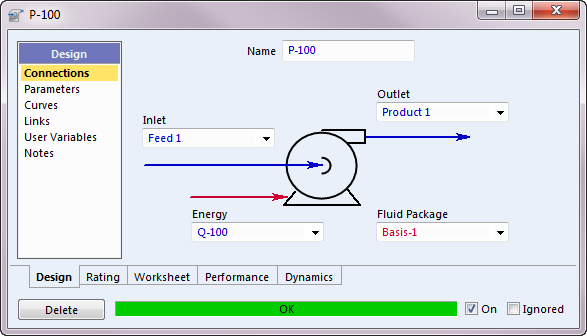 P-100
Design
Connections
Parameters
Curves
Links
User Variables
Notes
Name P-100
Outlet
Product 1
Inlet
Feed 1
Energy
Q-100
Fluid Package
Basis-1
Design Rating Worksheet Performance Dynamics
Delete OK On Ignored